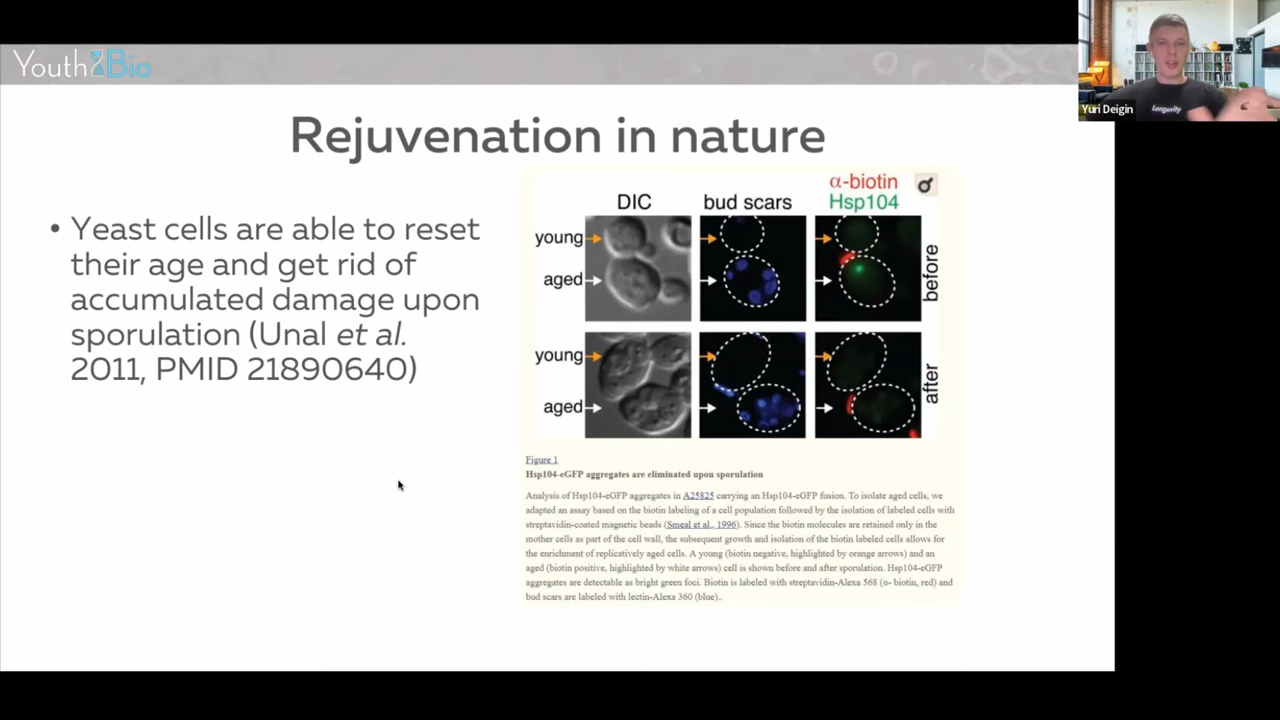 YouthBio
Yuri Deigin
Longevity
Rejuvenation in nature
• Yeast cells are able to reset
their age and get rid of
accumulated damage upon
sporulation (Unal et al.
2011, PMID 21890640)
α-biotin
DIC bud scars Hsp104
young
aged
before
young
aged
after
Figure 1
Hsp104-eGFP aggregates are eliminated upon sporulation
Analysis of Hsp104-eGFP aggregates in A25825 carrying an Hsp104-eGFP fusion. To isolate aged cells, we
adapted an assay based on the biotin labeling of a cell population followed by the isolation of labeled cells with
streptavidin-coated magnetic beads (Smeal et al., 1996). Since the biotin molecules are retained only in the
mother cells as part of the cell wall, the subsequent growth and isolation of the biotin labeled cells allows for
the enrichment of replicatively aged cells. A young (biotin negative, highlighted by orange arrows) and an
aged (biotin positive, highlighted by white arrows) cell is shown before and after sporulation. Hsp104-eGFP
aggregates are detectable as bright green foci. Biotin is labeled with streptavidin-Alexa 568 (α- biotin, red) and
bud scars are labeled with lectin-Alexa 360 (blue)..